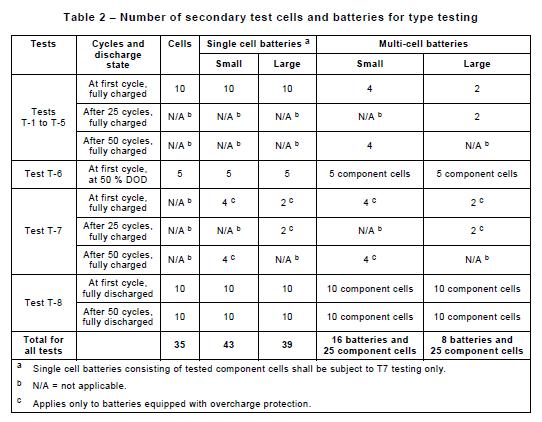 Table 2 – Number of secondary test cells and batteries for type testing
Tests Cycles and discharge state Cells Single cell batteries a Multi-cell batteries
Small Large Small Large
Tests T-1 to T-5 At first cycle, fully charged 10 10 10 4 2
After 25 cycles, fully charged N/A b N/A b N/A b N/A b 2
After 50 cycles, fully charged N/A b N/A b N/A b 4 N/A b
Test T-6 At first cycle, at 50 % DOD 5 5 5 5 component cells 5 component cells
Test T-7 At first cycle, fully charged N/A b 4 c 2 c 4 c 2 c
After 25 cycles, fully charged N/A b N/A b 2 c N/A b 2 c
After 50 cycles, fully charged N/A b 4 c N/A b 4 c N/A b
Test T-8 At first cycle, fully discharged 10 10 10 10 component cells 10 component cells
After 50 cycles, fully discharged 10 10 10 10 component cells 10 component cells
Total for all tests 35 43 39 16 batteries and 25 component cells 8 batteries and 25 component cells
a Single cell batteries consisting of tested component cells shall be subject to T7 testing only.
b N/A = not applicable.
c Applies only to batteries equipped with overcharge protection.